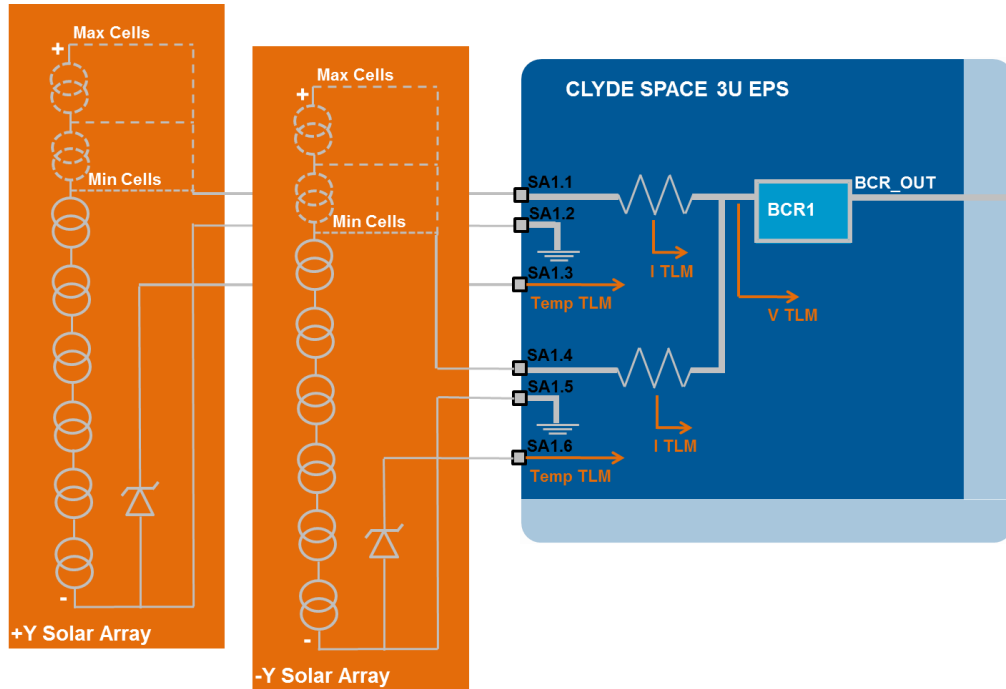 Max Cells
+
Min Cells
-
+Y Solar Array
Max Cells
+
Min Cells
-
-Y Solar Array
CLYDE SPACE 3U EPS
SA1.1
SA1.2
SA1.3
Temp TLM
I TLM
BCR1
BCR_OUT
V TLM
SA1.4
SA1.5
SA1.6
Temp TLM
I TLM